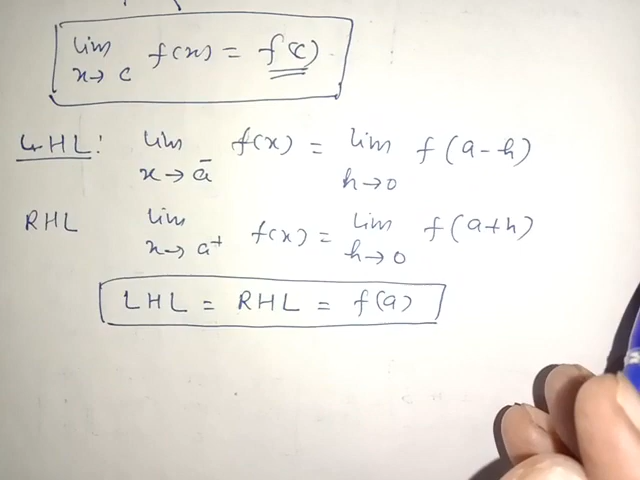 lim f(x) = f(c)
x→ c
LHL: lim f(x) = lim f(a-h)
x→ a⁻ h→0
RHL lim f(x) = lim f(a+h)
x→ a⁺ h→0
LHL = RHL = f(a)